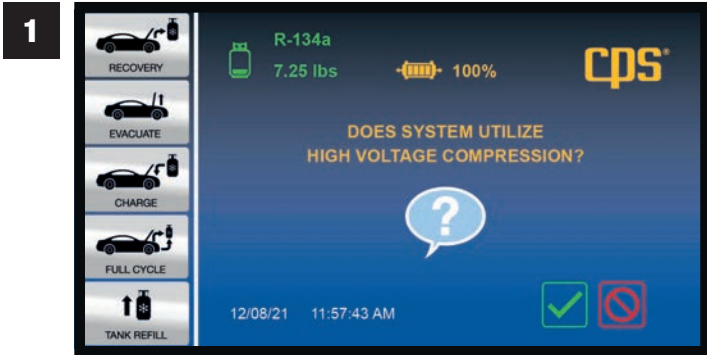 1
RECOVERY
EVACUATE
CHARGE
FULL CYCLE
TANK REFILL
R-134a
7.25 lbs
100%
cps®
DOES SYSTEM UTILIZE
HIGH VOLTAGE COMPRESSION?
?
12/08/21 11:57:43 AM